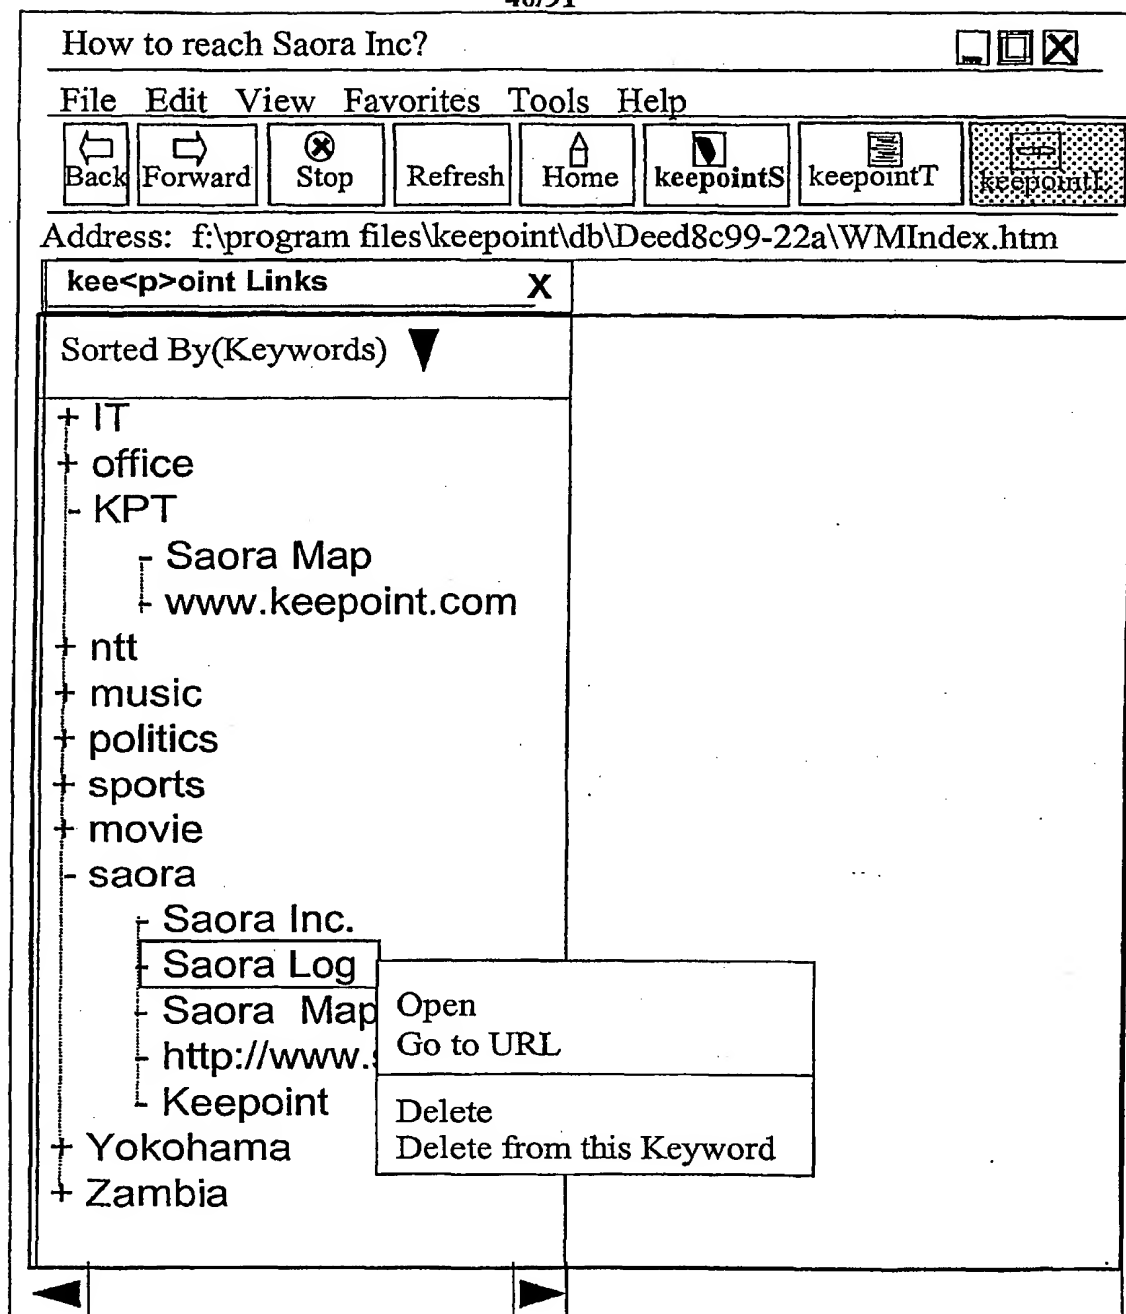 How to reach Saora Inc?
File Edit View Favorites Tools Help
Back Forward Stop Refresh Home keepointS keepointT keepointL
Address: f:\program files\keepoint\db\Deed8c99-22a\WMIndex.htm
kee<p>oint Links X
Sorted By(Keywords)
+ IT
+ office
- KPT
- Saora Map
- www.keepoint.com
+ ntt
+ music
+ politics
+ sports
+ movie
- saora
- Saora Inc.
- Saora Log
- Saora Map
- http://www.s
- Keepoint
+ Yokohama
+ Zambia
Open
Go to URL
Delete
Delete from this Keyword